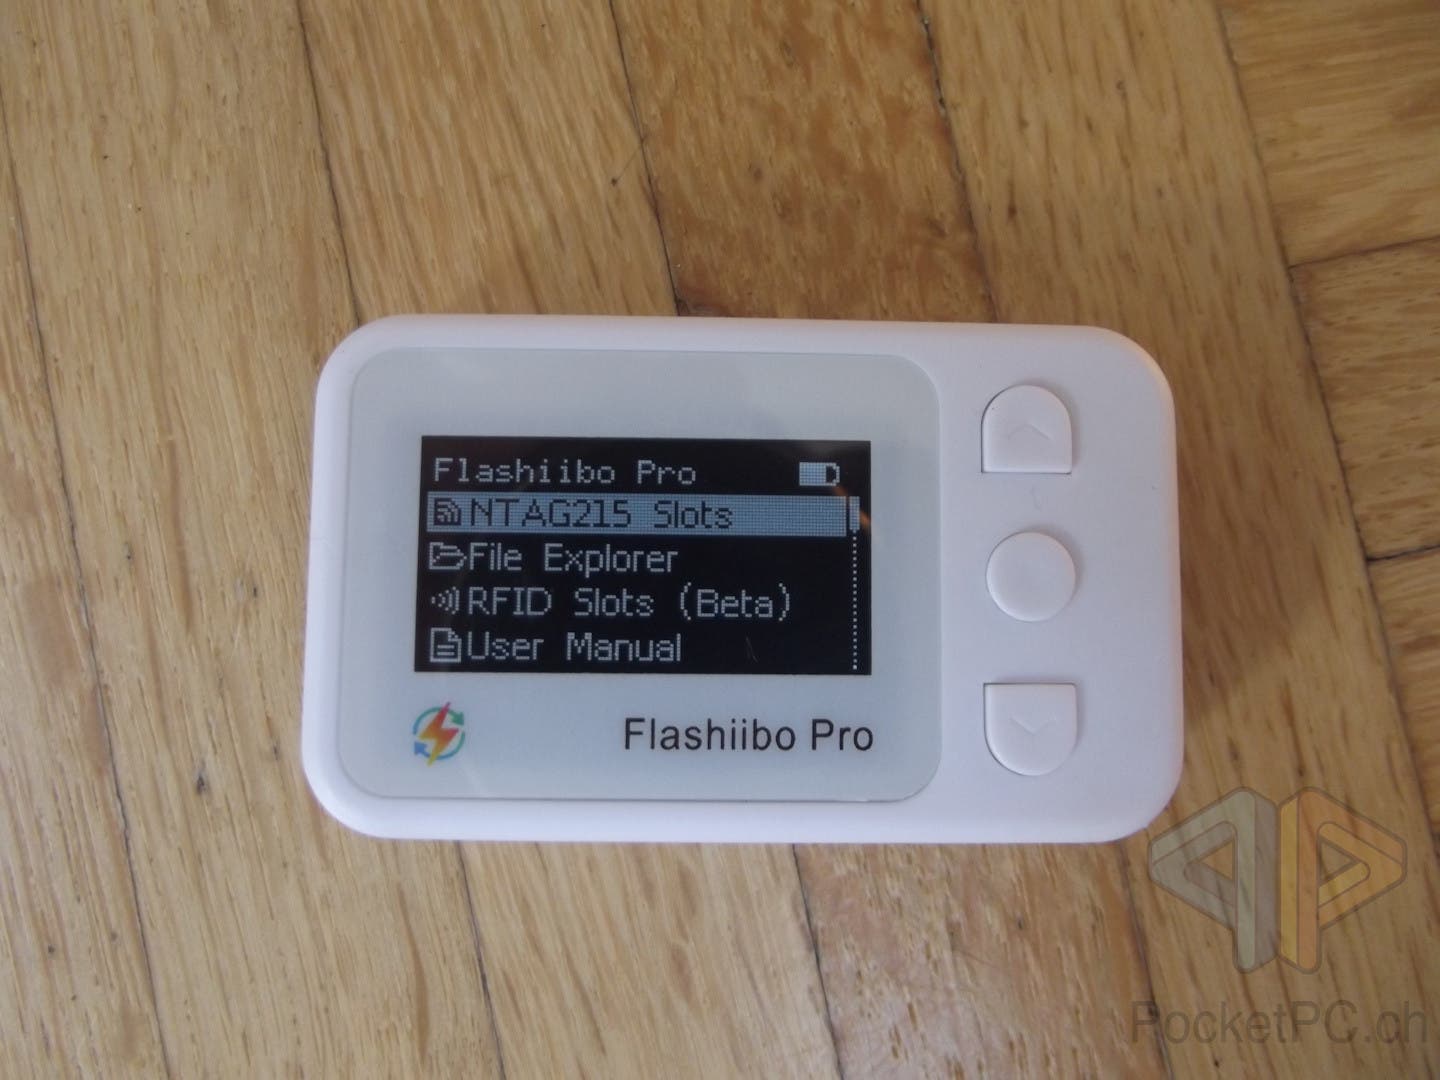 Flashiibo Pro
NTAG215 Slots
File Explorer
RFID Slots (Beta)
User Manual
Flashiibo Pro
PocketPC.ch